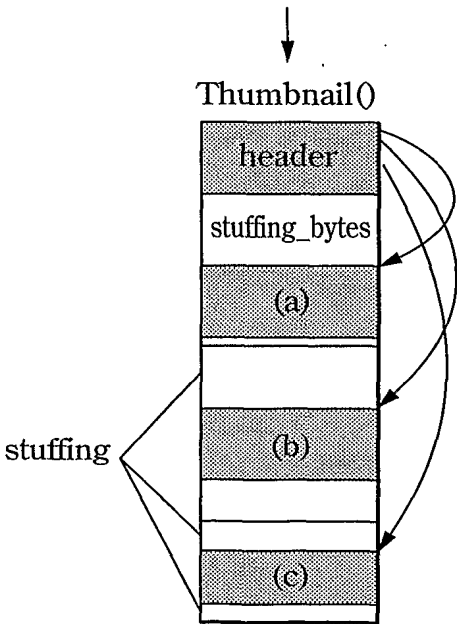 Thumbnail()
header
stuffing_bytes
(a)
(b)
stuffing
(c)